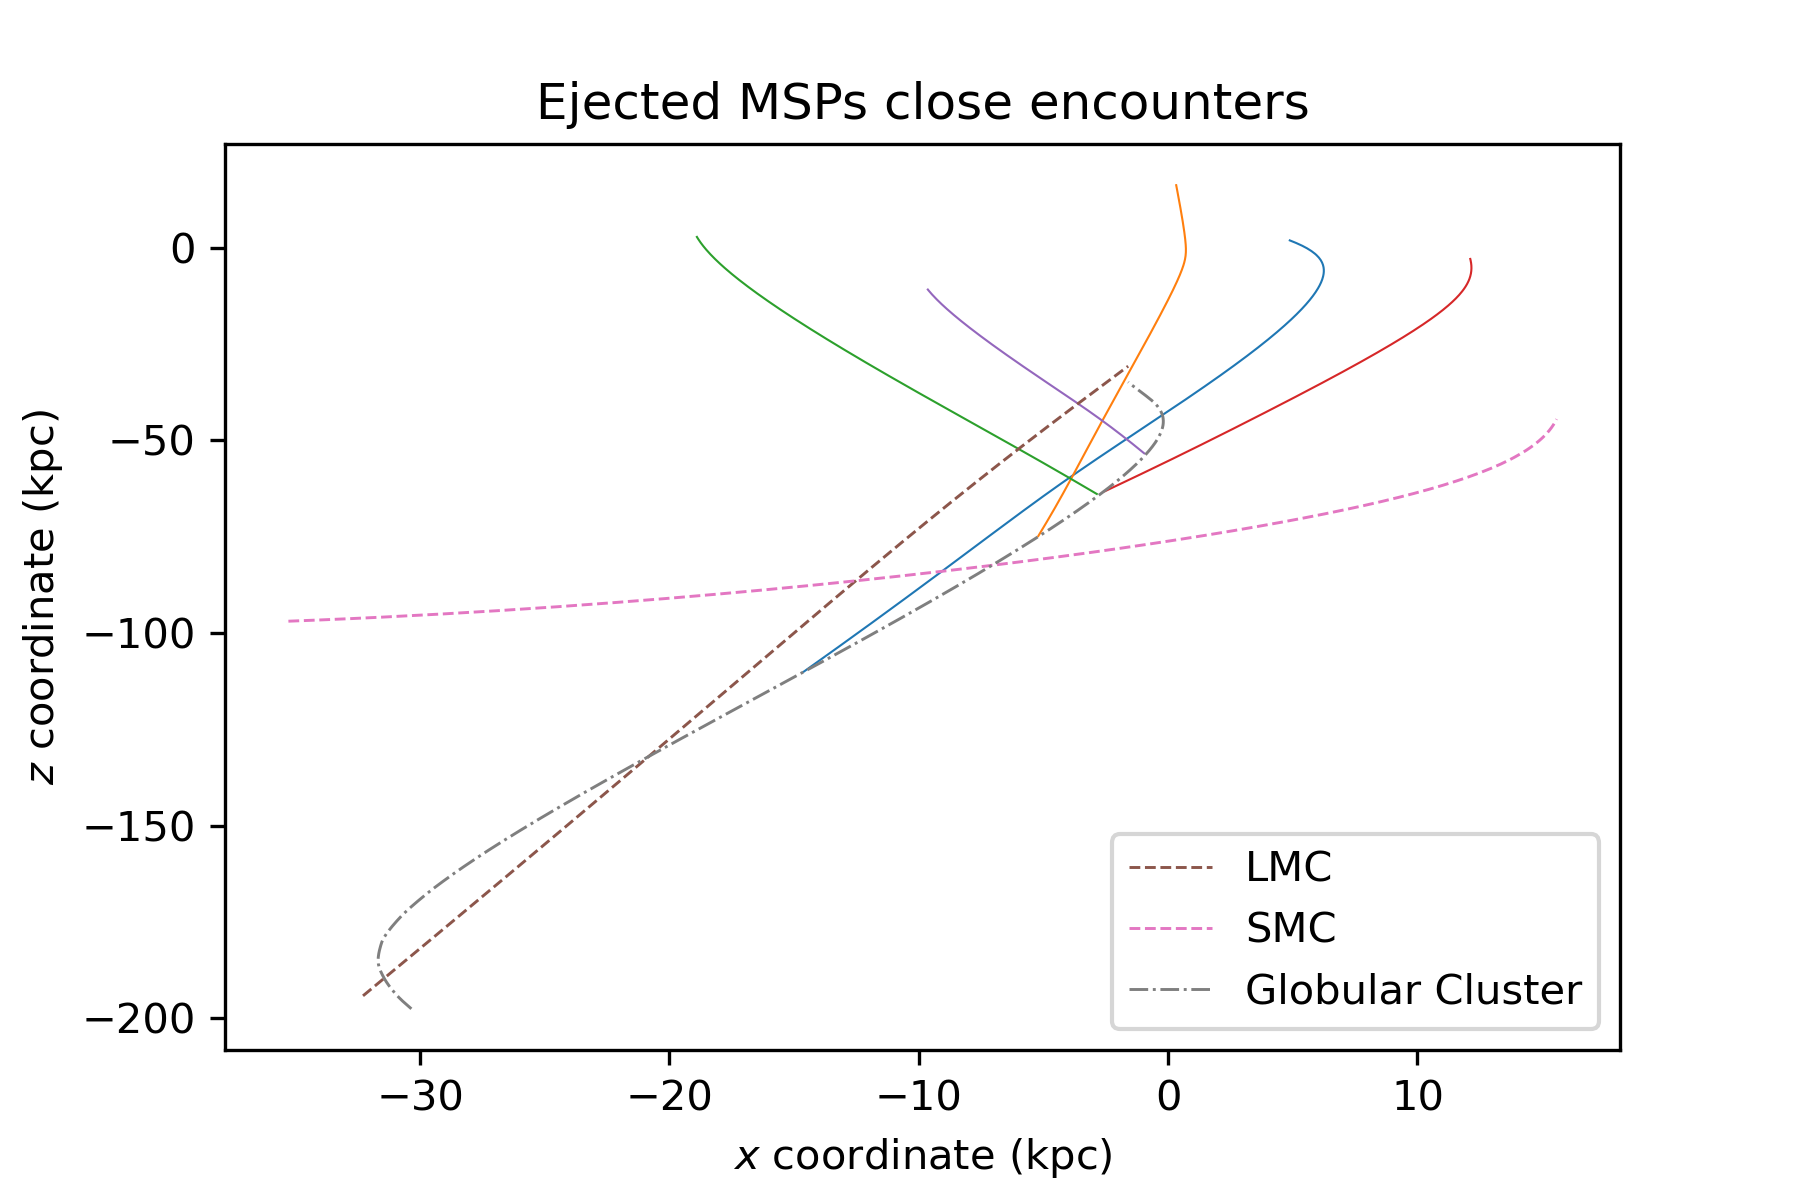 Ejected MSPs close encounters
0
−50
−100
−150
−200
z coordinate (kpc)
LMC
SMC
Globular Cluster
−30
−20
−10
0
10
x coordinate (kpc)